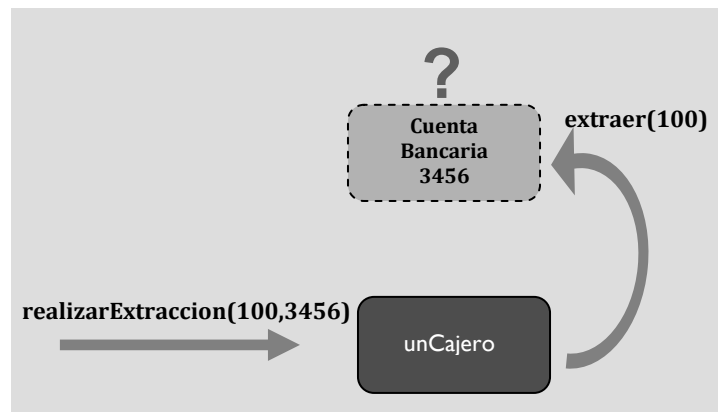 ?
Cuenta
Bancaria
3456
extraer(100)
realizarExtraccion(100,3456)
unCajero